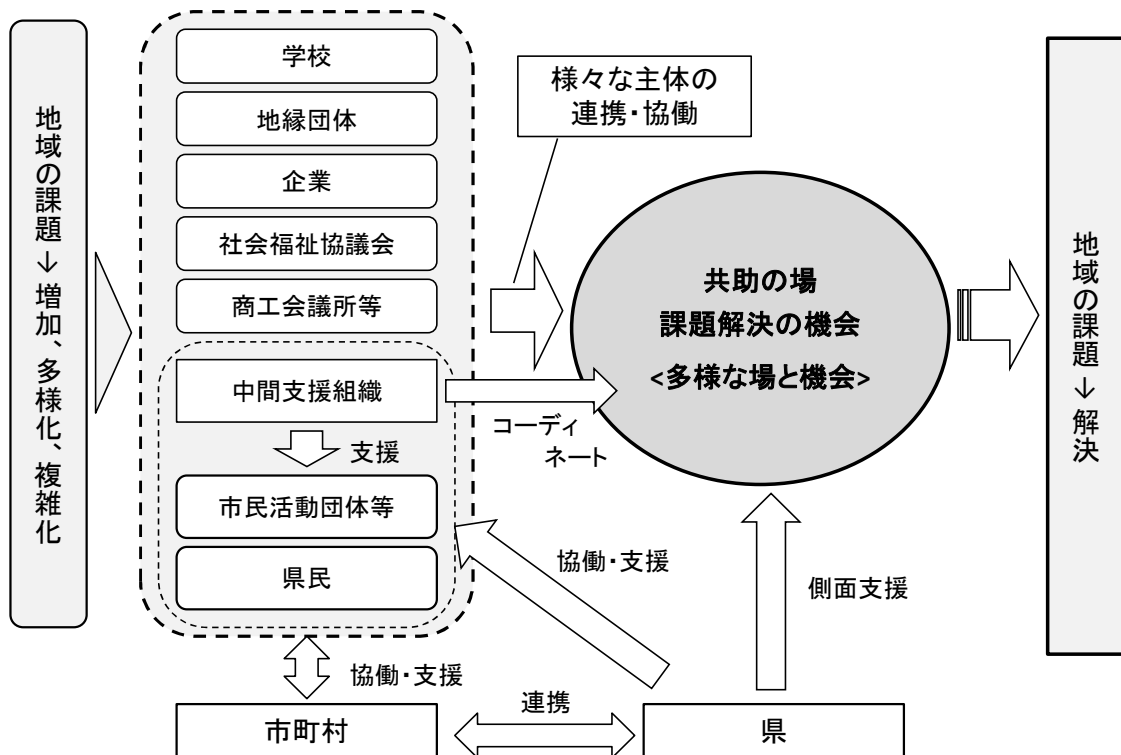 地域の課題→増加、多様化、複雑化
学校
地縁団体
企業
社会福祉協議会
商工会議所等
中間支援組織
支援
市民活動団体等
県民
様々な主体の
連携・協働
コーディ
ネート
共助の場
課題解決の機会
<多様な場と機会>
地域の課題→解決
協働・支援
側面支援
協働・支援
市町村
連携
県